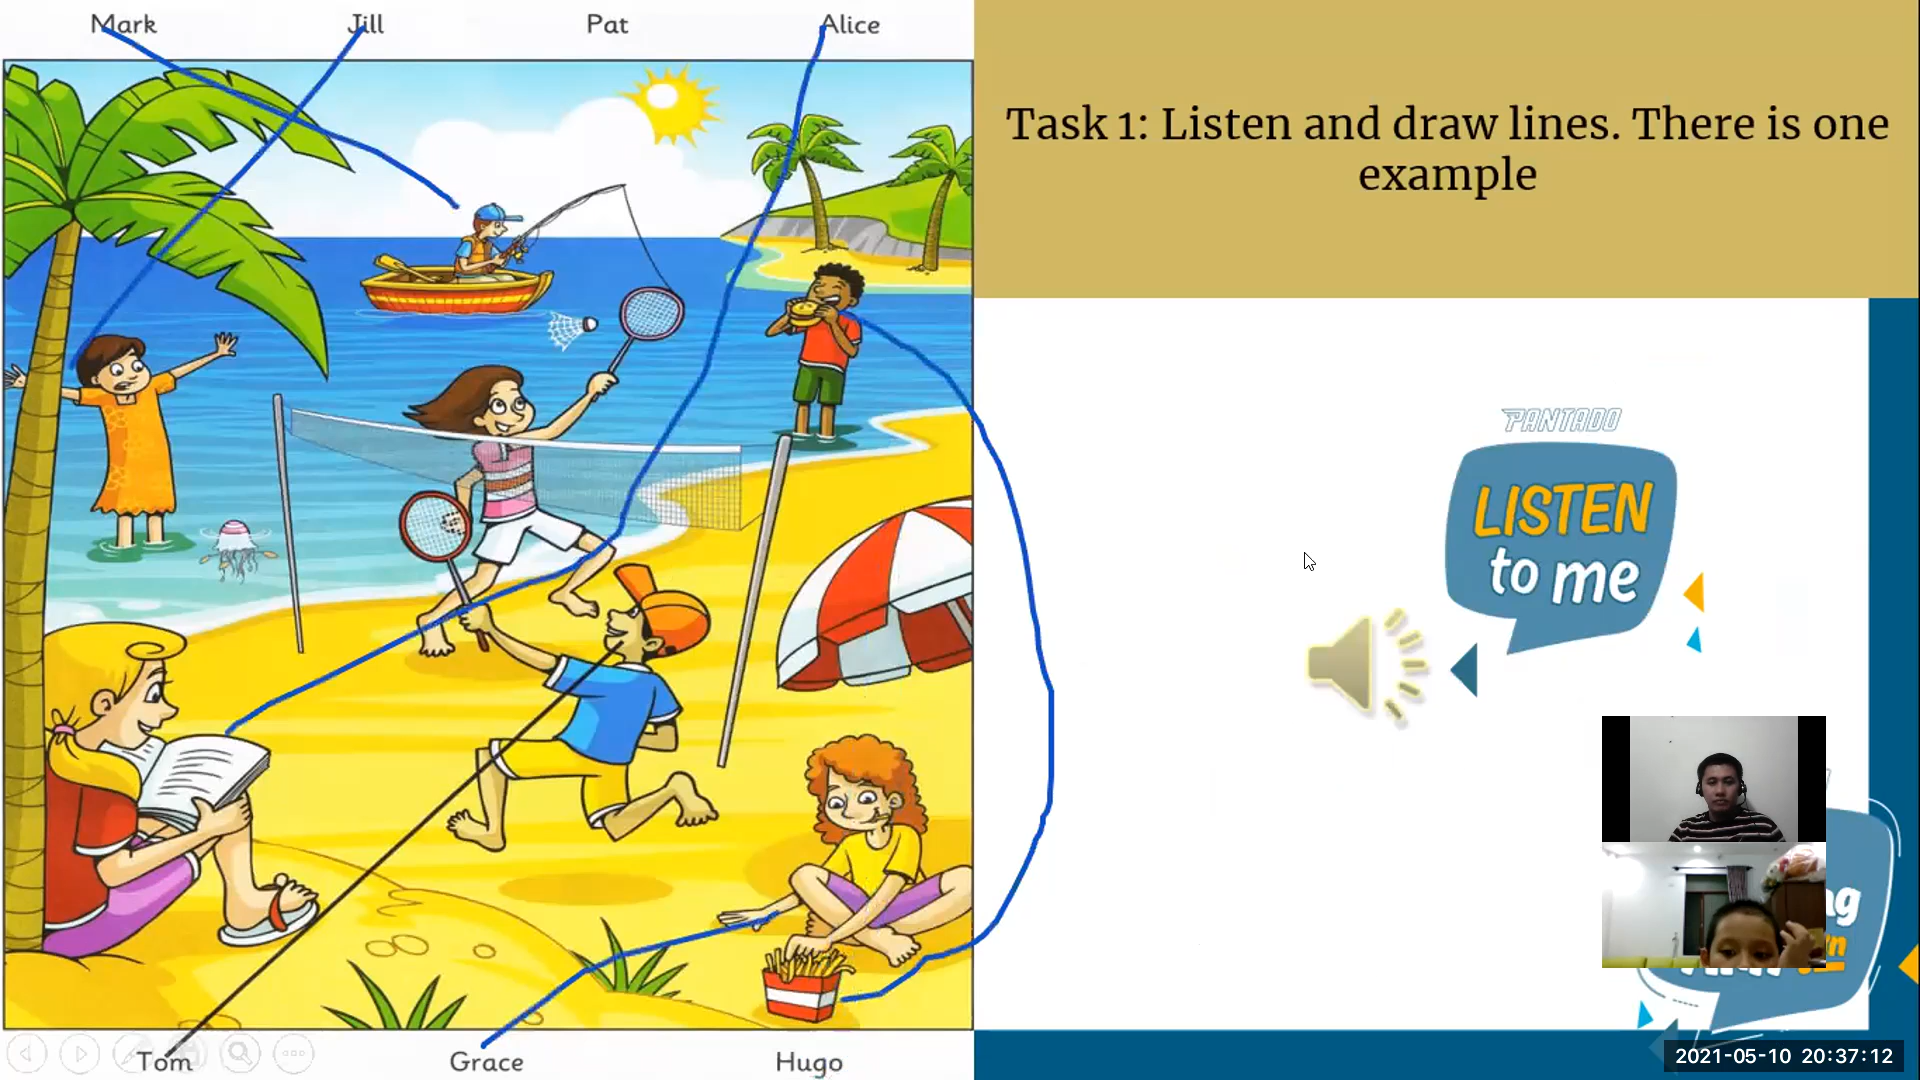 Mark Jill Pat Alice
Task 1: Listen and draw lines. There is one
example
PANTADO
LISTEN
to me
Tom Grace Hugo
2021-05-10 20:37:12